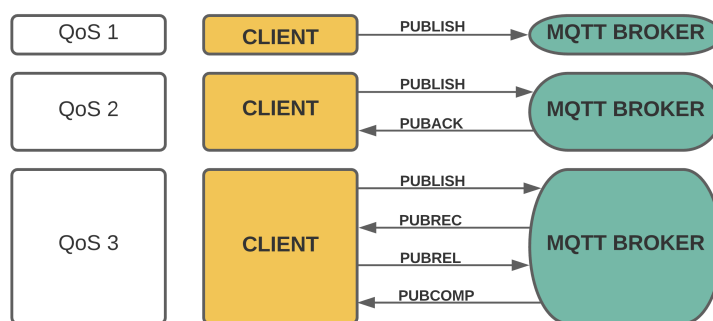 QoS 1
CLIENT
PUBLISH
MQTT BROKER
QoS 2
CLIENT
PUBLISH
PUBACK
MQTT BROKER
QoS 3
CLIENT
PUBLISH
PUBREC
PUBREL
PUBCOMP
MQTT BROKER